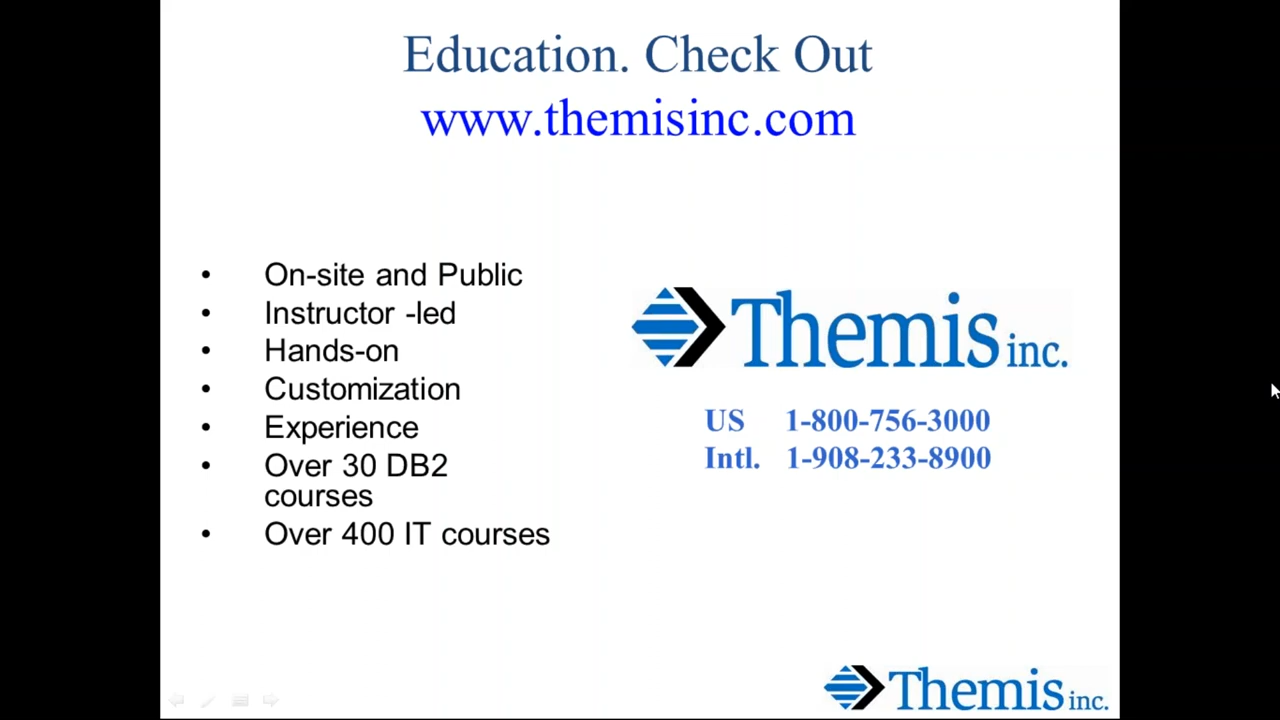 Education. Check Out
www.themisinc.com
• On-site and Public
• Instructor -led
• Hands-on
• Customization
• Experience
• Over 30 DB2
courses
• Over 400 IT courses
Themis inc.
US 1-800-756-3000
Intl. 1-908-233-8900
Themis inc.